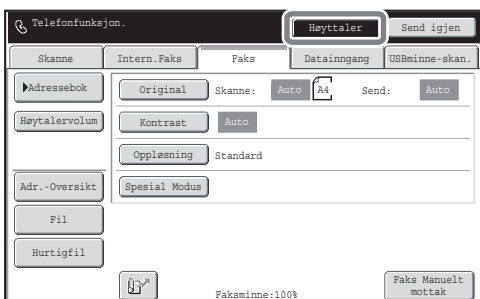 Telefonfunksjon. Høyttaler Send igjen
Skanne Intern.Faks Faks Datainngang USBminne-skan.
Adressebok Original Skanne: Auto A4 Send: Auto
Høytalervolum Kontrast Auto
Oppløsning Standard
Adr.-Oversikt Spesial Modus
Fil
Hurtigfil
Faksminne:100% Faks Manuelt
mottak